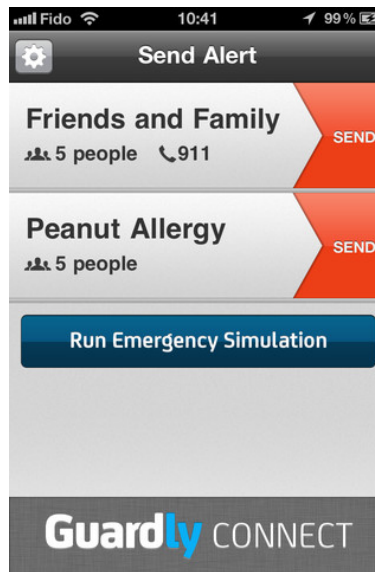 Fido 10:41 99%
Send Alert
Friends and Family
5 people 911
SEND
Peanut Allergy
5 people
SEND
Run Emergency Simulation
Guardly CONNECT